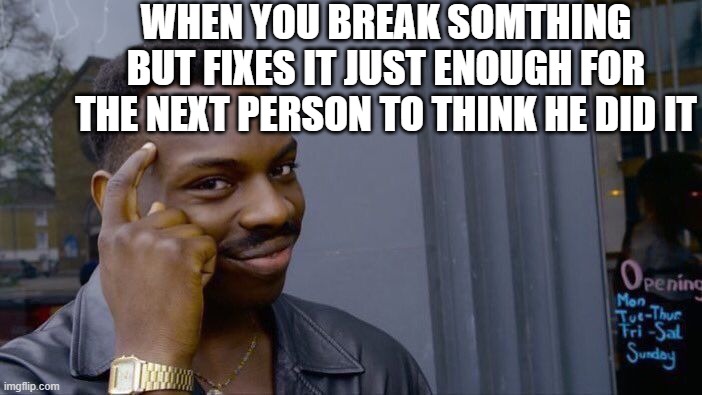 WHEN YOU BREAK SOMTHING
BUT FIXES IT JUST ENOUGH FOR
THE NEXT PERSON TO THINK HE DID IT
Opening
Mon
Tue-Thur
Fri-Sat
Sunday
imgflip.com